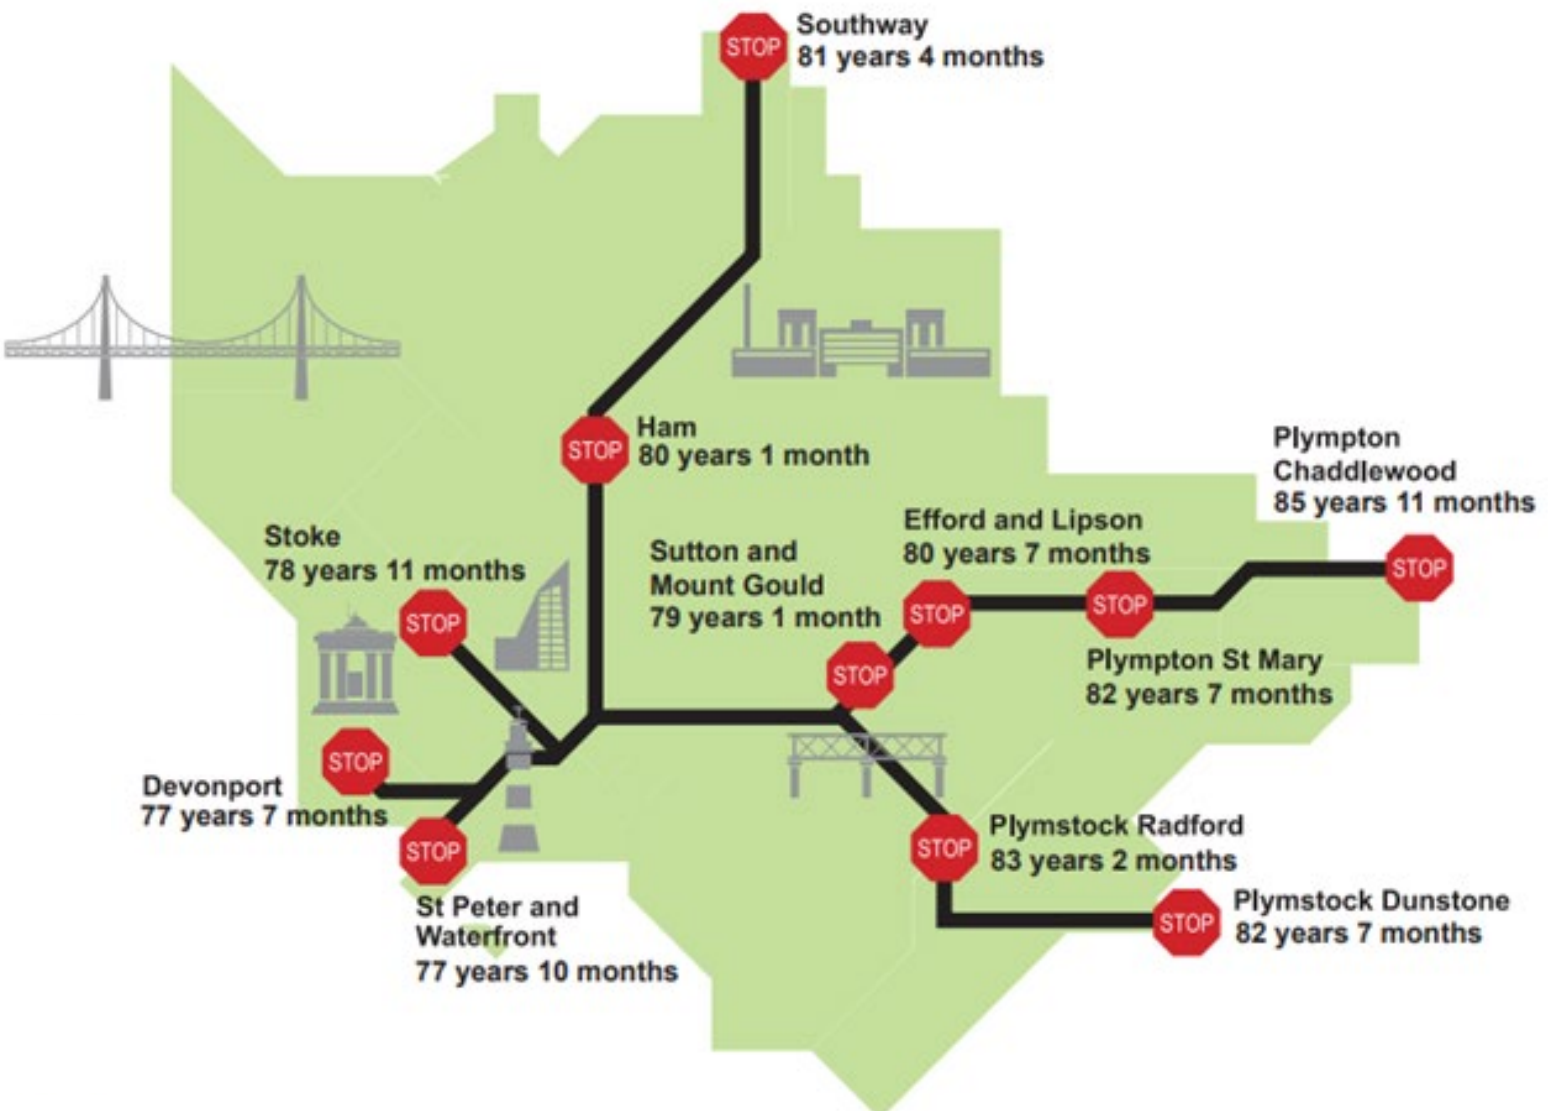 STOP
Southway
81 years 4 months
STOP
Ham
80 years 1 month
Plympton
Chaddlewood
85 years 11 months
STOP
Efford and Lipson
80 years 7 months
STOP
STOP
Plympton St Mary
82 years 7 months
Stoke
78 years 11 months
STOP
Sutton and
Mount Gould
79 years 1 month
STOP
STOP
Devonport
77 years 7 months
STOP
St Peter and
Waterfront
77 years 10 months
STOP
Plymstock Radford
83 years 2 months
STOP
Plymstock Dunstone
82 years 7 months